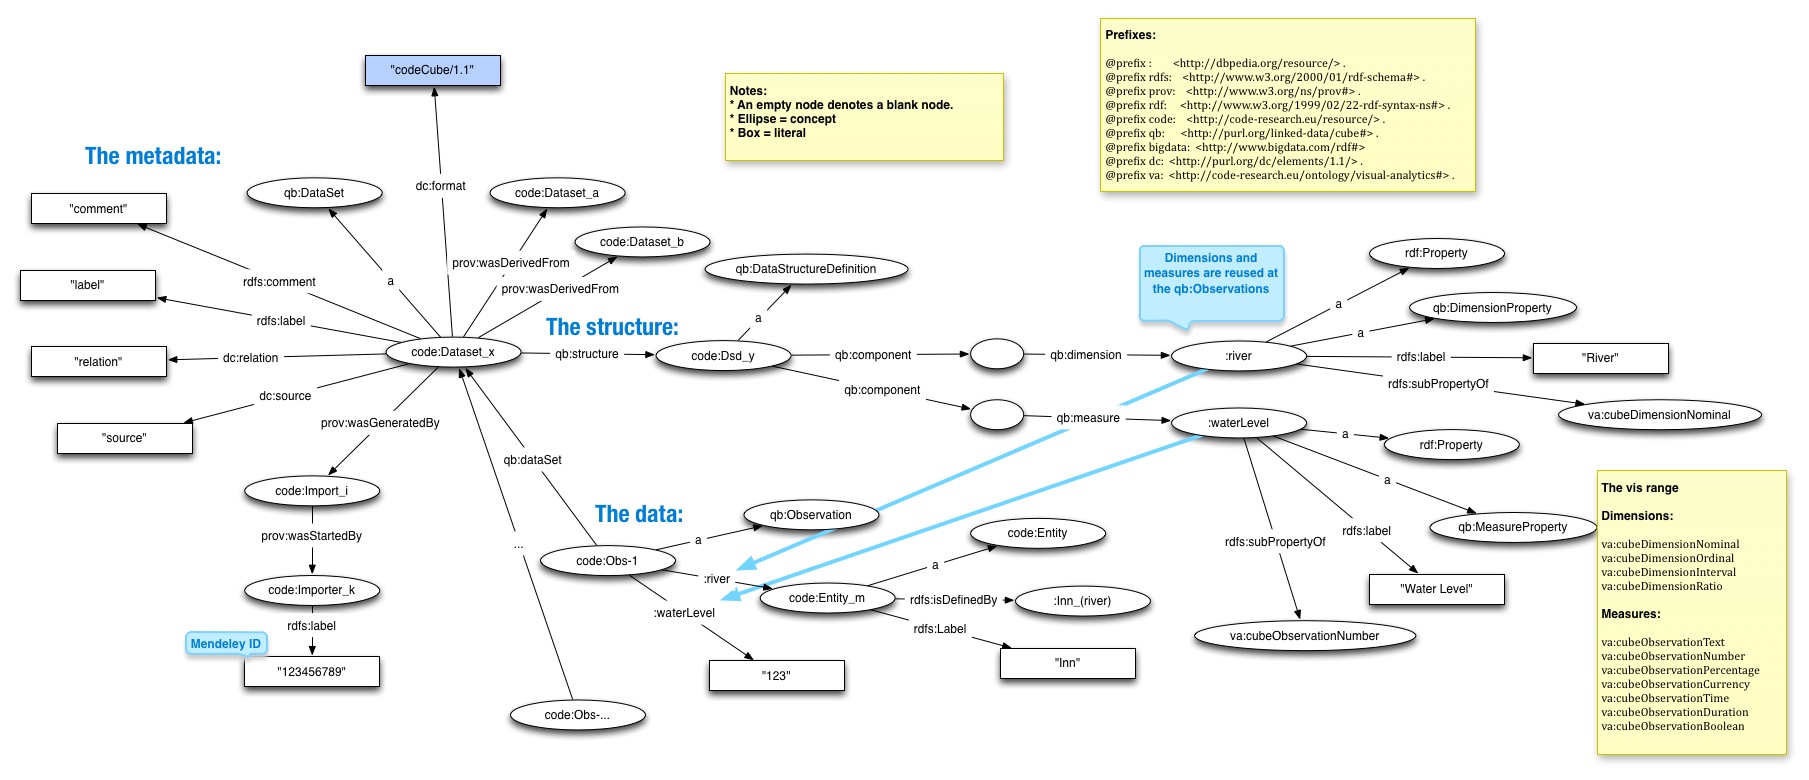 "codeCube/1.1"
Notes:
* An empty node denotes a blank node.
* Ellipse = concept
* Box = literal
Prefixes:
@prefix : <http://dbpedia.org/resource/> .
@prefix rdfs: <http://www.w3.org/2000/01/rdf-schema#> .
@prefix prov: <http://www.w3.org/ns/prov#> .
@prefix rdf: <http://www.w3.org/1999/02/22-rdf-syntax-ns#> .
@prefix code: <http://code-research.eu/resource/> .
@prefix qb: <http://purl.org/linked-data/cube#> .
@prefix bigdata: <http://www.bigdata.com/rdf#>
@prefix dc: <http://purl.org/dc/elements/1.1/> .
@prefix va: <http://code-research.eu/ontology/visual-analytics#> .
The metadata:
dc:format
qb:DataSet
code:Dataset_a
"comment"
code:Dataset_b
prov:wasDerivedFrom
prov:wasDerivedFrom
rdfs:comment
a
"label"
rdfs:label
"relation"
dc:relation
code:Dataset_x
dc:source
"source"
prov:wasGeneratedBy
code:Import_i
prov:wasStartedBy
code:Importer_k
rdfs:label
Mendeley ID
"123456789"
The structure:
qb:structure
code:Dsd_y
a
qb:DataStructureDefinition
qb:component
qb:component
qb:dimension
qb:measure
Dimensions and
measures are reused at
the qb:Observations
:river
a
rdf:Property
a
qb:DimensionProperty
rdfs:label
"River"
rdfs:subPropertyOf
va:cubeDimensionNominal
:waterLevel
a
rdf:Property
a
qb:MeasureProperty
rdfs:label
"Water Level"
rdfs:subPropertyOf
va:cubeObservationNumber
The data:
qb:dataSet
...
code:Obs-1
a
qb:Observation
:river
code:Entity_m
a
code:Entity
rdfs:isDefinedBy
:Inn_(river)
rdfs:Label
"Inn"
:waterLevel
"123"
code:Obs-...
The vis range
Dimensions:
va:cubeDimensionNominal
va:cubeDimensionOrdinal
va:cubeDimensionInterval
va:cubeDimensionRatio
Measures:
va:cubeObservationText
va:cubeObservationNumber
va:cubeObservationPercentage
va:cubeObservationCurrency
va:cubeObservationTime
va:cubeObservationDuration
va:cubeObservationBoolean